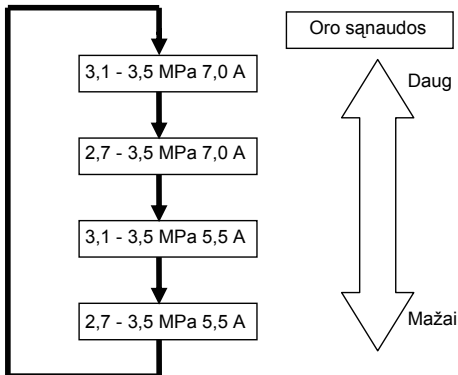 Oro sąnaudos
3,1 - 3,5 MPa 7,0 A
Daug
2,7 - 3,5 MPa 7,0 A
3,1 - 3,5 MPa 5,5 A
2,7 - 3,5 MPa 5,5 A
Mažai